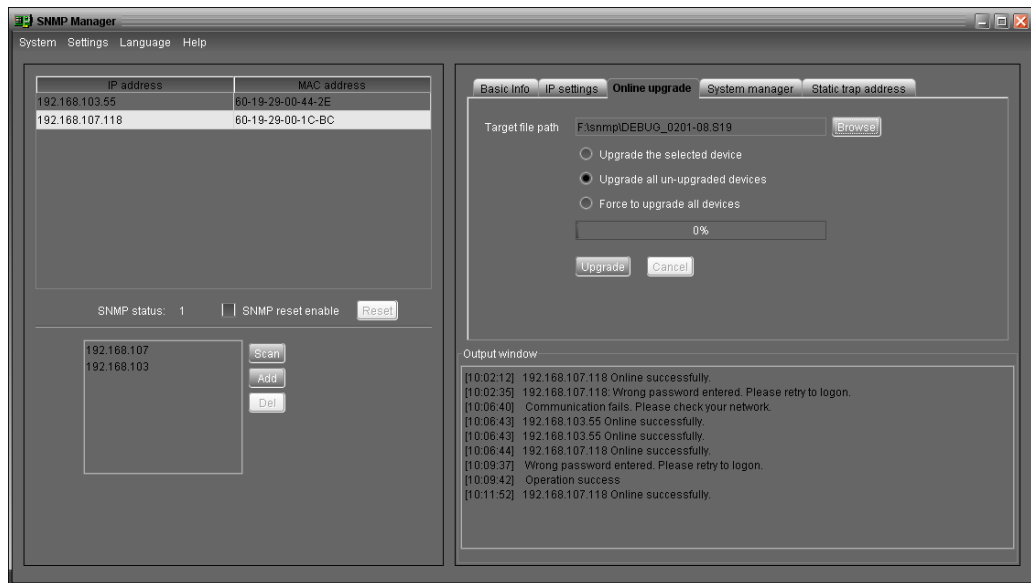 SNMP Manager
System Settings Language Help
IP address MAC address
192.168.103.55 60-19-29-00-44-2E
192.168.107.118 60-19-29-00-1C-BC
SNMP status: 1 SNMP reset enable Reset
192.168.107
192.168.103
Scan
Add
Del
Basic Info IP settings Online upgrade System manager Static trap address
Target file path F:\snmp\DEBUG_0201-08.S19 Browse
Upgrade the selected device
Upgrade all un-upgraded devices
Force to upgrade all devices
0%
Upgrade Cancel
Output window
[10:02:12] 192.168.107.118 Online successfully.
[10:02:35] 192.168.107.118: Wrong password entered. Please retry to logon.
[10:06:40] Communication fails. Please check your network.
[10:06:43] 192.168.103.55 Online successfully.
[10:06:43] 192.168.103.55 Online successfully.
[10:06:44] 192.168.107.118 Online successfully.
[10:09:37] Wrong password entered. Please retry to logon.
[10:09:42] Operation success
[10:11:52] 192.168.107.118 Online successfully.